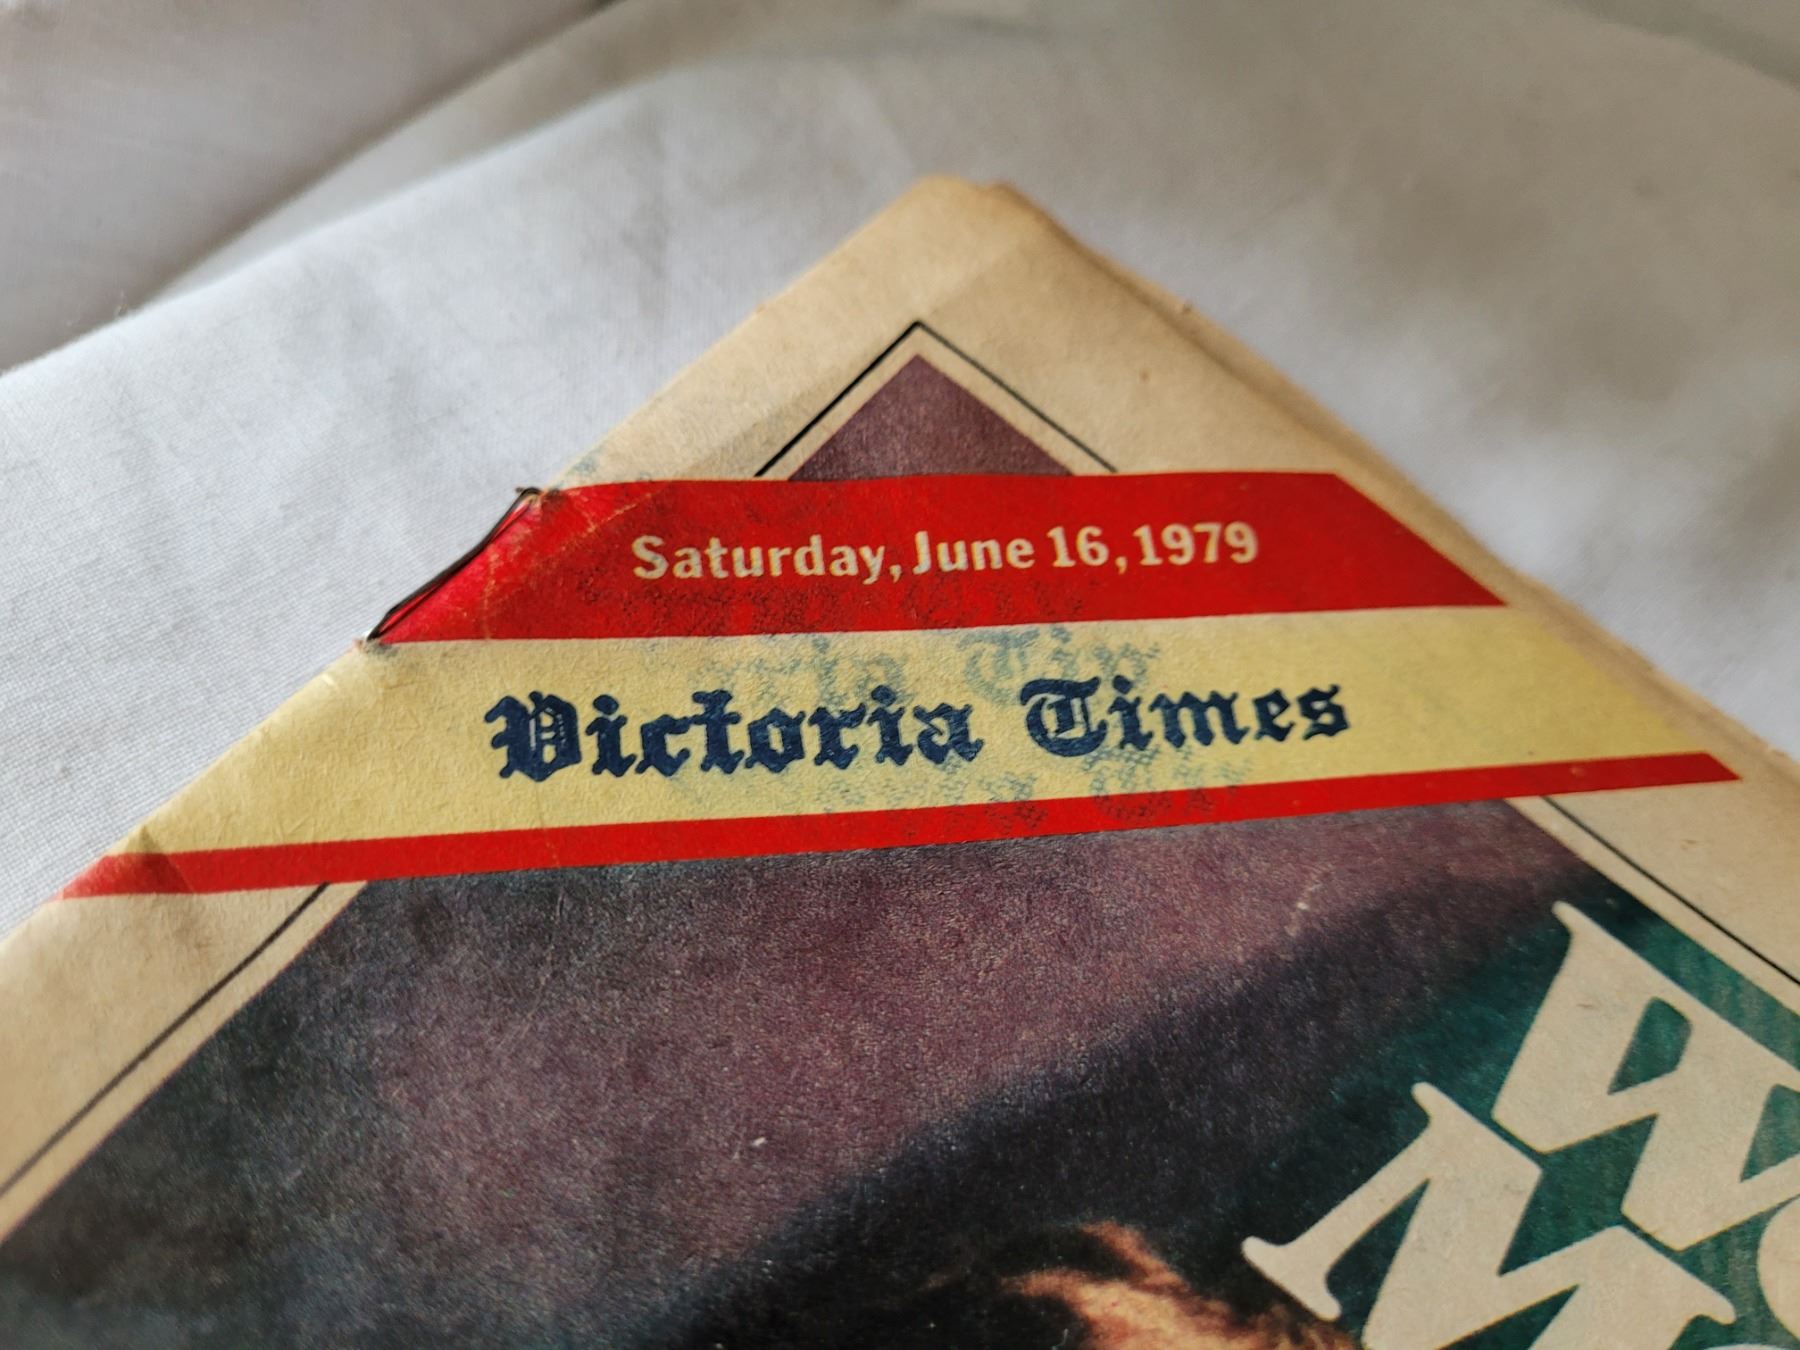 Saturday, June 16, 1979
Victoria Times